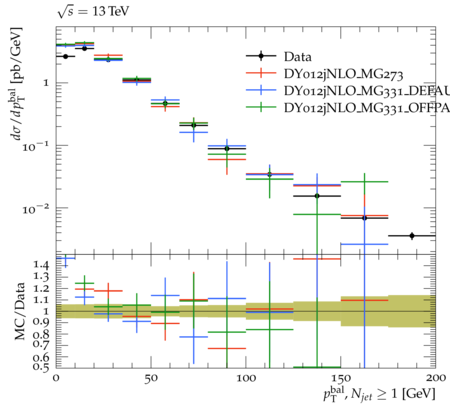 √s = 13 TeV
dσ/dp_T^bal [pb/GeV]
Data
DY012jNLO_MG273
DY012jNLO_MG331_DEFAU
DY012jNLO_MG331_OFFPA
1
10⁻¹
10⁻²
MC/Data
1.4
1.3
1.2
1.1
1
0.9
0.8
0.7
0.6
0.5
0 50 100 150 200
p_T^bal, N_jet ≥ 1 [GeV]